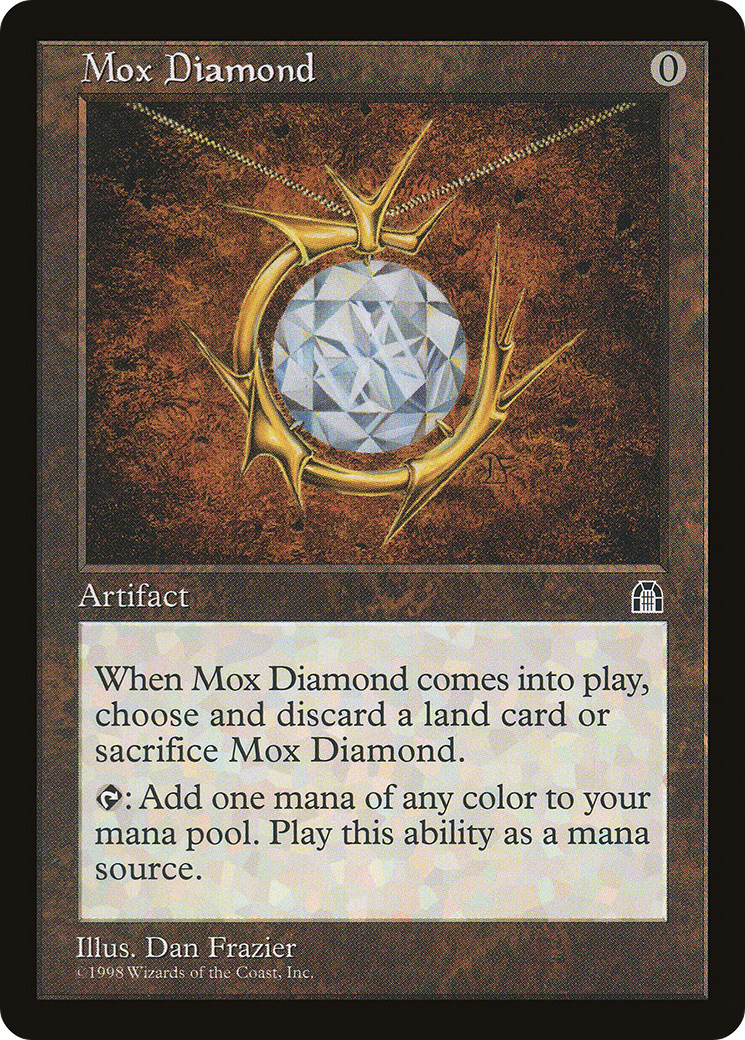 Mox Diamond
0
DF
Artifact
When Mox Diamond comes into play,
choose and discard a land card or
sacrifice Mox Diamond.
: Add one mana of any color to your
mana pool. Play this ability as a mana
source.
Illus. Dan Frazier
©1998 Wizards of the Coast, Inc.